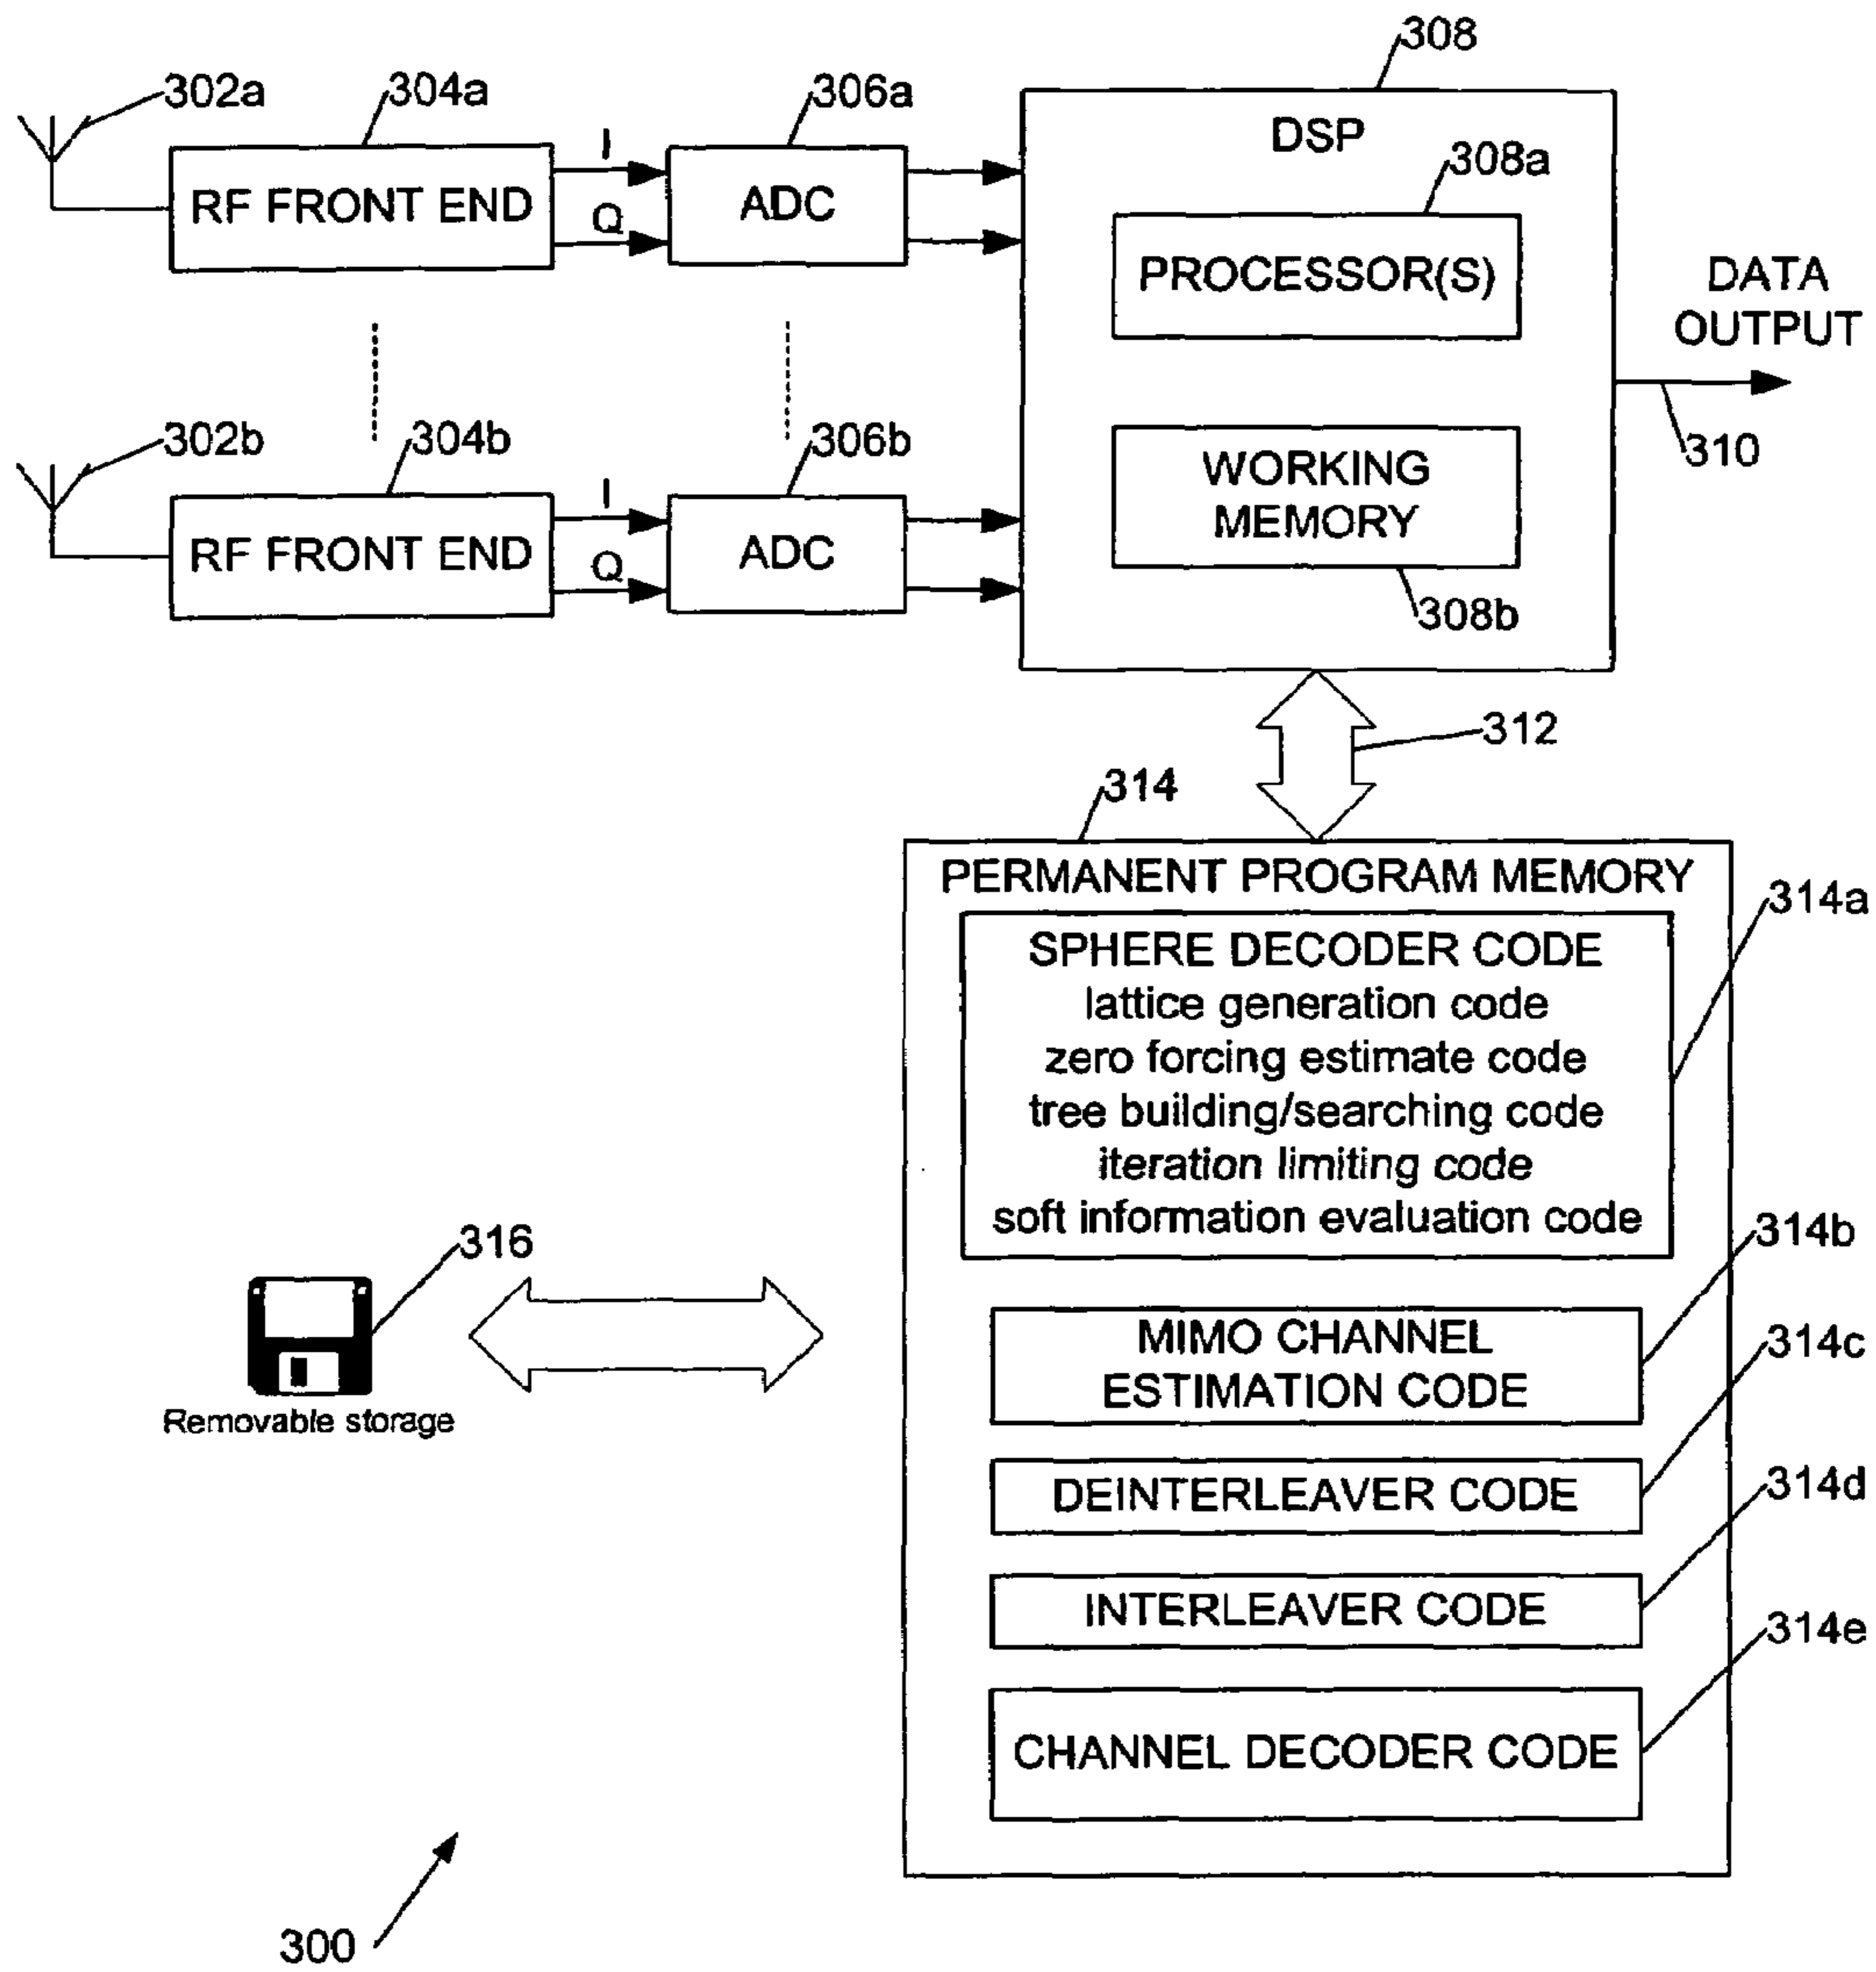 308
302a
304a
306a
DSP
308a
I
RF FRONT END
ADC
Q
PROCESSOR(S)
DATA
OUTPUT
302b
304b
306b
310
I
WORKING
MEMORY
RF FRONT END
ADC
Q
308b
312
314
PERMANENT PROGRAM MEMORY
314a
SPHERE DECODER CODE
lattice generation code
zero forcing estimate code
tree building/searching code
iteration limiting code
soft information evaluation code
314b
316
MIMO CHANNEL
ESTIMATION CODE
314c
Removable storage
DEINTERLEAVER CODE
314d
INTERLEAVER CODE
314e
CHANNEL DECODER CODE
300